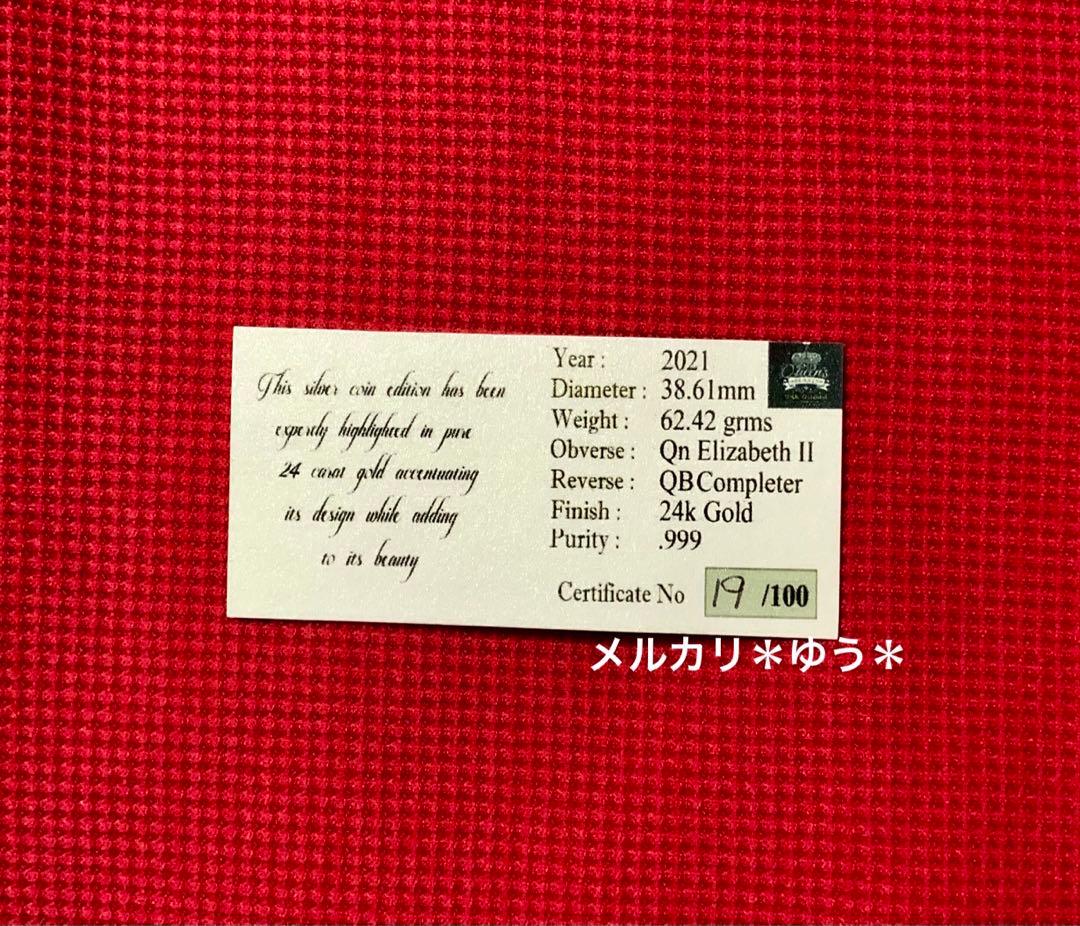 This silver coin edition has been
expertly highlighted in pure
24 carat gold accentuating
its design while adding
to its beauty
Year : 2021
Diameter : 38.61mm
Weight : 62.42 grms
Obverse : Qn Elizabeth II
Reverse : QBCompleter
Finish : 24k Gold
Purity : .999
Certificate No 19 /100
メルカリ＊ゆう＊